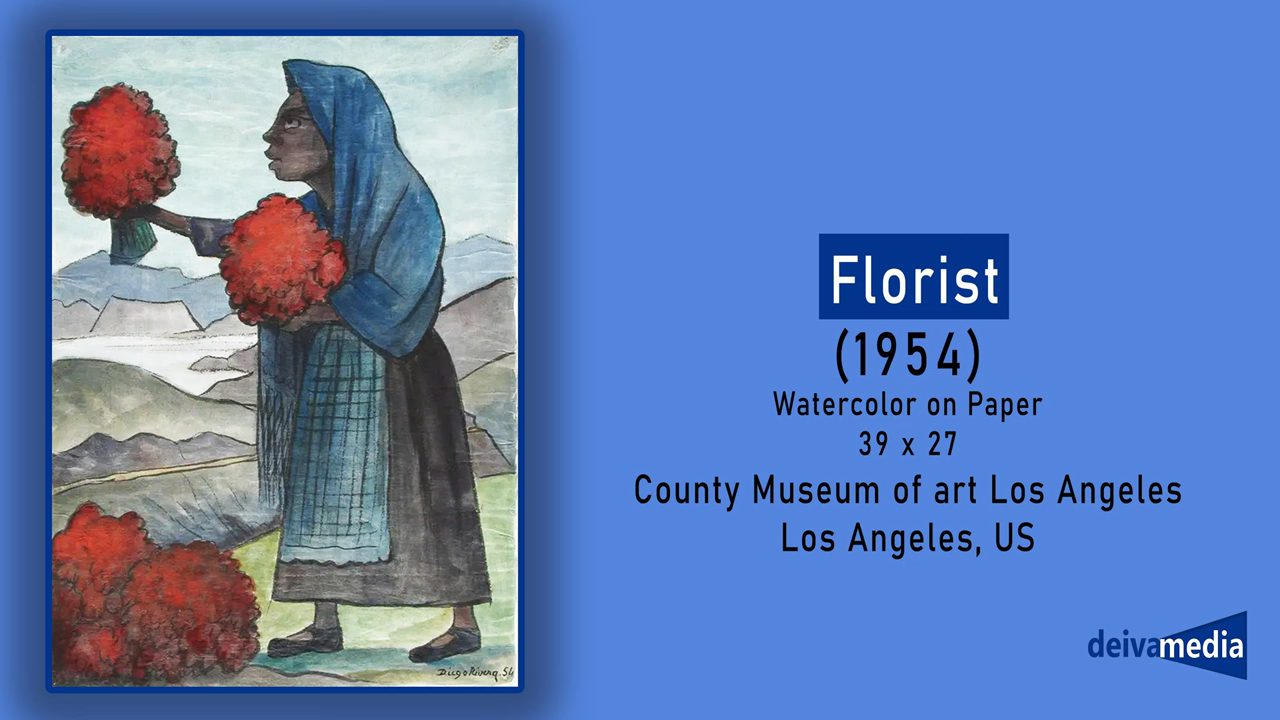 Florist
(1954)
Watercolor on Paper
39 x 27
County Museum of art Los Angeles
Los Angeles, US
Diego Rivera.54
deivamedia